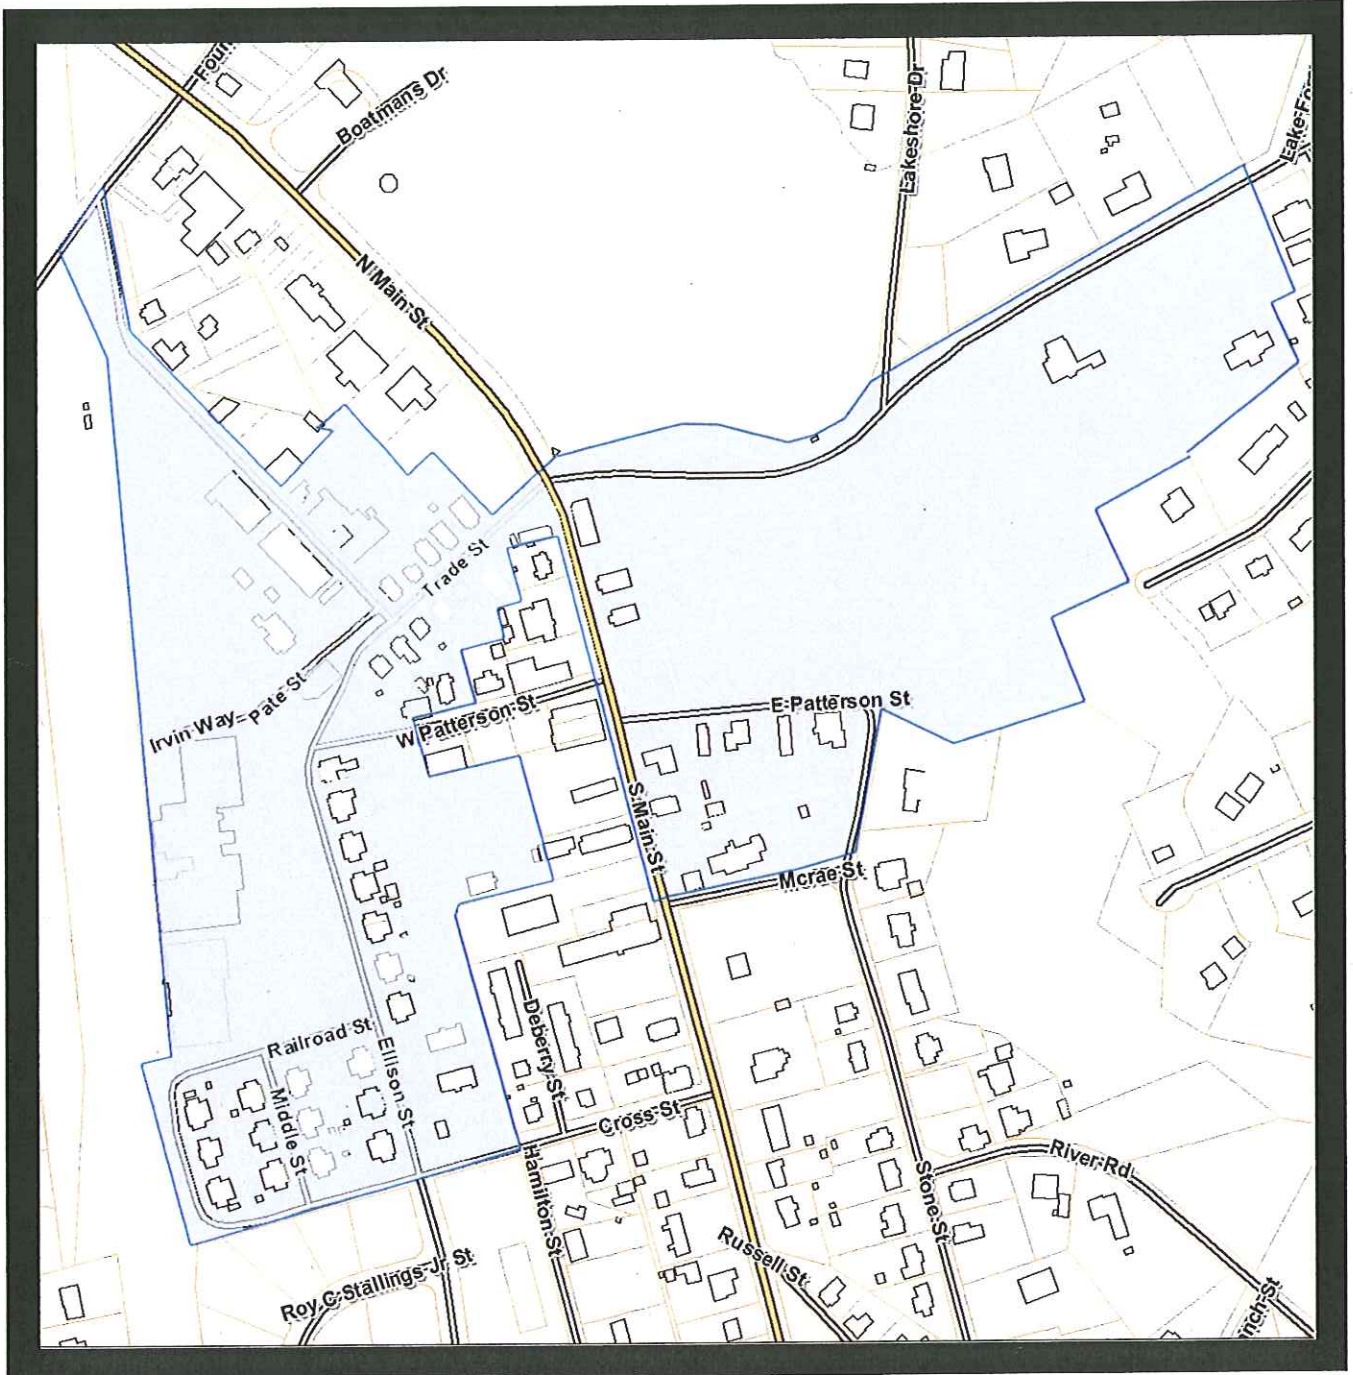 Boatmans Dr
Lakeshore Dr
N Main St
Trade St
Irvin Way
Pate St
W Patterson St
E Patterson St
S Main St
Mcrae St
Railroad St
Middle St
Ellison St
Deberry St
Cross St
Hamilton St
Stone St
River Rd
Russell St
Roy C Stallings Jr St